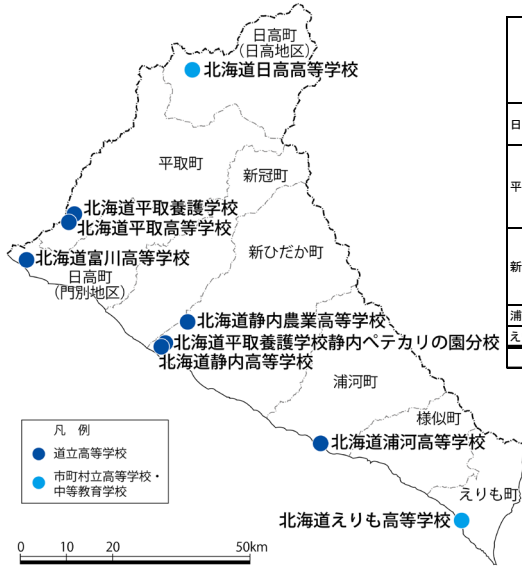 日高町
（日高地区）
北海道日高高等学校
日
平取町
平
新冠町
北海道平取養護学校
北海道平取高等学校
新ひだか町
北海道富川高等学校
新
日高町
（門別地区）
浦
北海道静内農業高等学校
え
北海道平取養護学校静内ペテカリの園分校
北海道静内高等学校
浦河町
様似町
凡　例
北海道浦河高等学校
道立高等学校
市町村立高等学校・
中等教育学校
えりも町
北海道えりも高等学校
0 10 20 50km